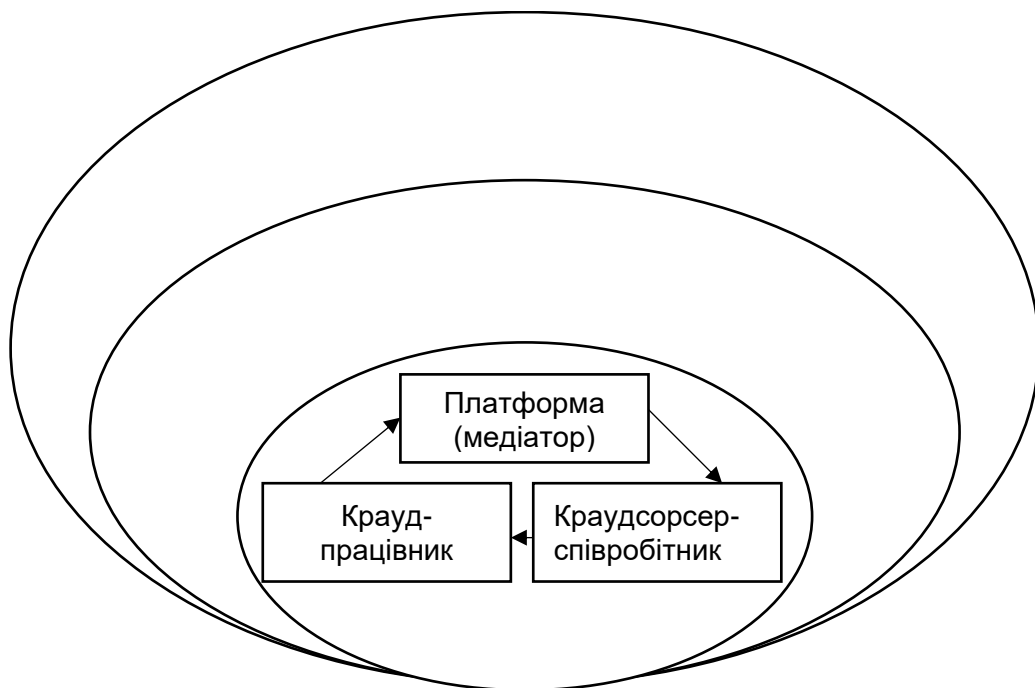 Платформа
(медіатор)
Крауд-
працівник
Краудсорсер-
співробітник